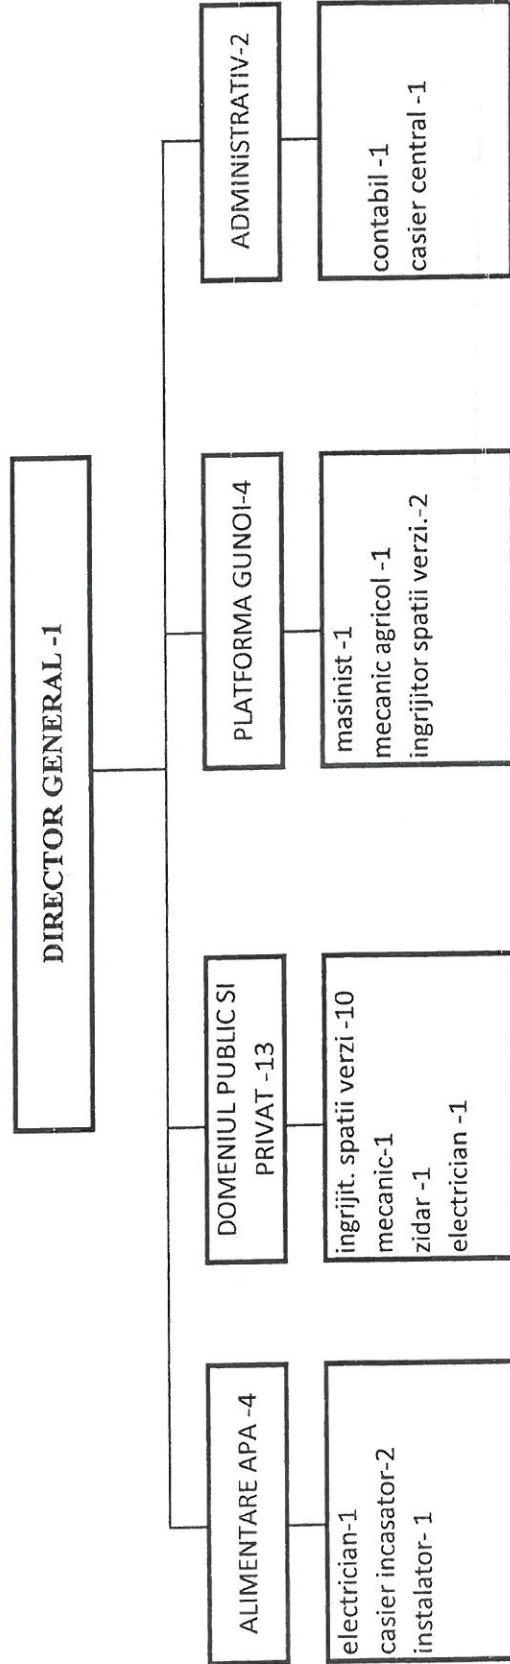 DIRECTOR GENERAL -1
ALIMENTARE APA -4
electrician-1
casier incasator-2
instalator- 1
DOMENIUL PUBLIC SI
PRIVAT -13
ingrijit. spatii verzi -10
mecanic-1
zidar -1
electrician -1
PLATFORMA GUNOI-4
masinist -1
mecanic agricol -1
ingrijitor spatii verzi.-2
ADMINISTRATIV-2
contabil -1
casier central -1